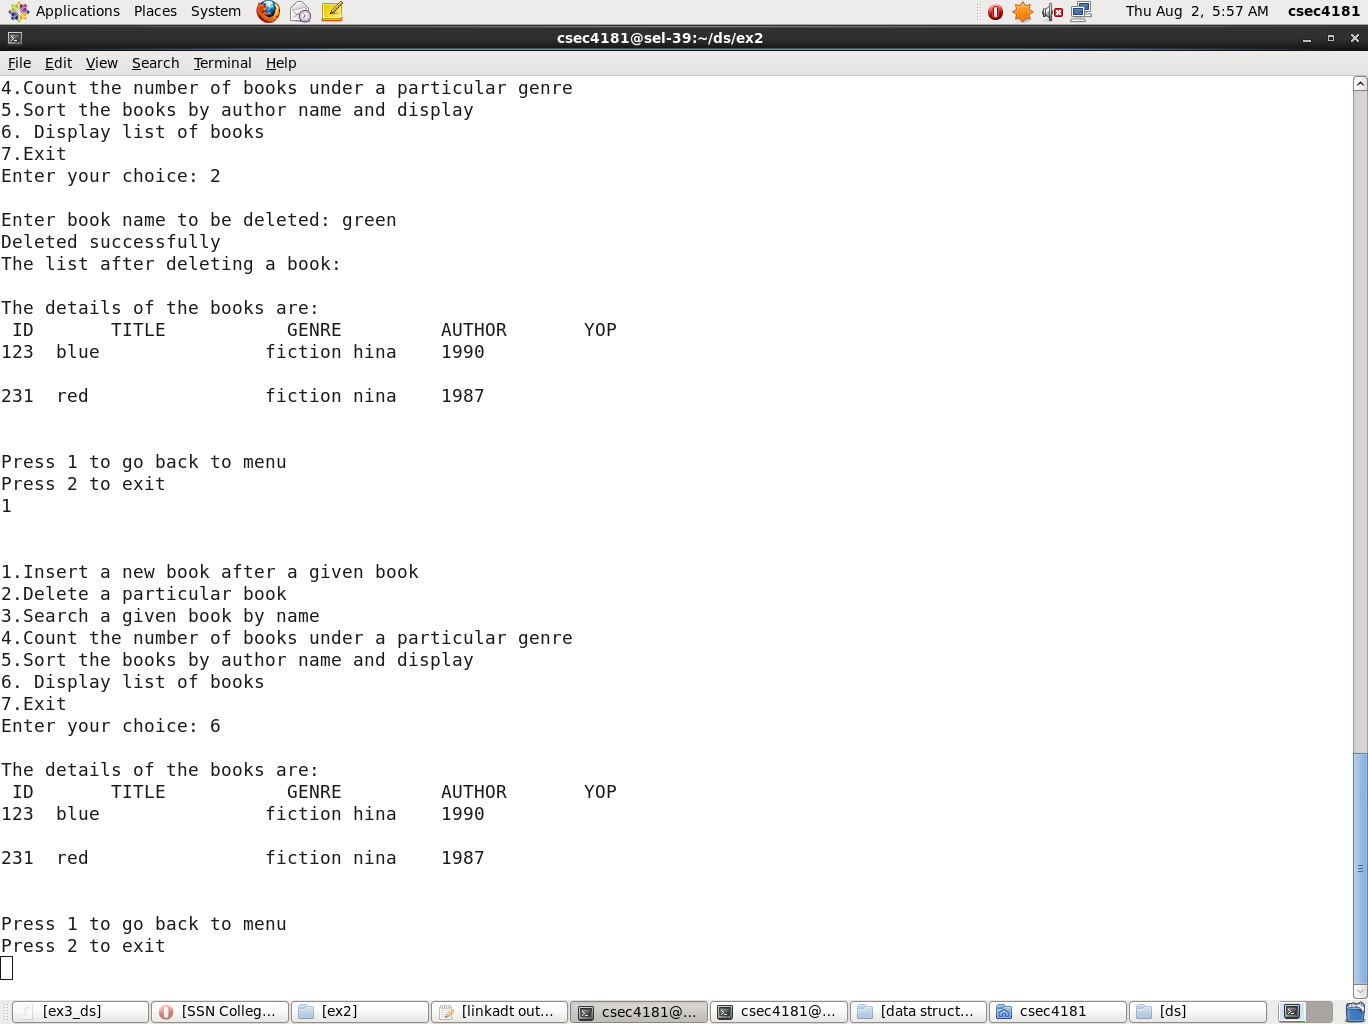 Applications Places System Thu Aug 2, 5:57 AM csec4181
csec4181@sel-39:~/ds/ex2
File Edit View Search Terminal Help
4.Count the number of books under a particular genre
5.Sort the books by author name and display
6. Display list of books
7.Exit
Enter your choice: 2
Enter book name to be deleted: green
Deleted successfully
The list after deleting a book:
The details of the books are:
ID TITLE GENRE AUTHOR YOP
123 blue fiction hina 1990
231 red fiction nina 1987
Press 1 to go back to menu
Press 2 to exit
1
1.Insert a new book after a given book
2.Delete a particular book
3.Search a given book by name
4.Count the number of books under a particular genre
5.Sort the books by author name and display
6. Display list of books
7.Exit
Enter your choice: 6
The details of the books are:
ID TITLE GENRE AUTHOR YOP
123 blue fiction hina 1990
231 red fiction nina 1987
Press 1 to go back to menu
Press 2 to exit
[ex3_ds] [SSN Colleg... [ex2] [linkadt out... csec4181@... csec4181@... [data struct... csec4181 [ds]